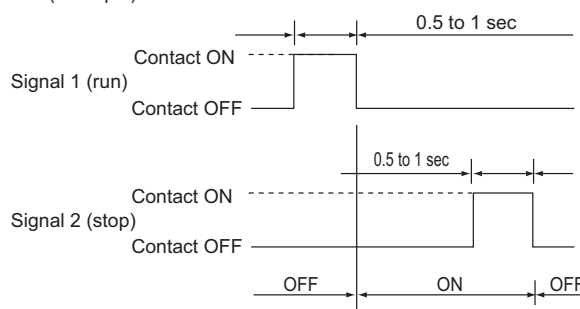 0.5 to 1 sec
Contact ON
Signal 1 (run)
Contact OFF
0.5 to 1 sec
Contact ON
Signal 2 (stop)
Contact OFF
OFF ON OFF